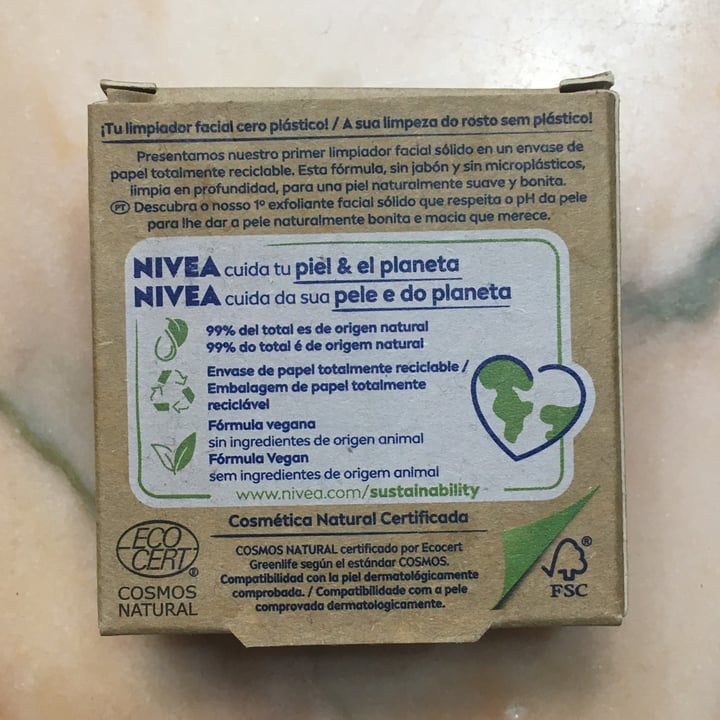 ¡Tu limpiador facial cero plástico! / A sua limpeza do rosto sem plástico!
Presentamos nuestro primer limpiador facial sólido en un envase de
papel totalmente reciclable. Esta fórmula, sin jabón y sin microplásticos,
limpia en profundidad, para una piel naturalmente suave y bonita.
PT Descubra o nosso 1º exfoliante facial sólido que respeita o pH da pele
para lhe dar a pele naturalmente bonita e macia que merece.
NIVEA cuida tu piel & el planeta
NIVEA cuida da sua pele e do planeta
99% del total es de origen natural
99% do total é de origem natural
Envase de papel totalmente reciclable /
Embalagem de papel totalmente
reciclável
Fórmula vegana
sin ingredientes de origen animal
Fórmula Vegan
sem ingredientes de origem animal
www.nivea.com/sustainability
Cosmética Natural Certificada
ECO
CERT®
COSMOS
NATURAL
COSMOS NATURAL certificado por Ecocert
Greenlife según el estándar COSMOS.
Compatibilidad con la piel dermatológicamente
comprobada. / Compatibilidade com a pele
comprovada dermatologicamente.
®
FSC